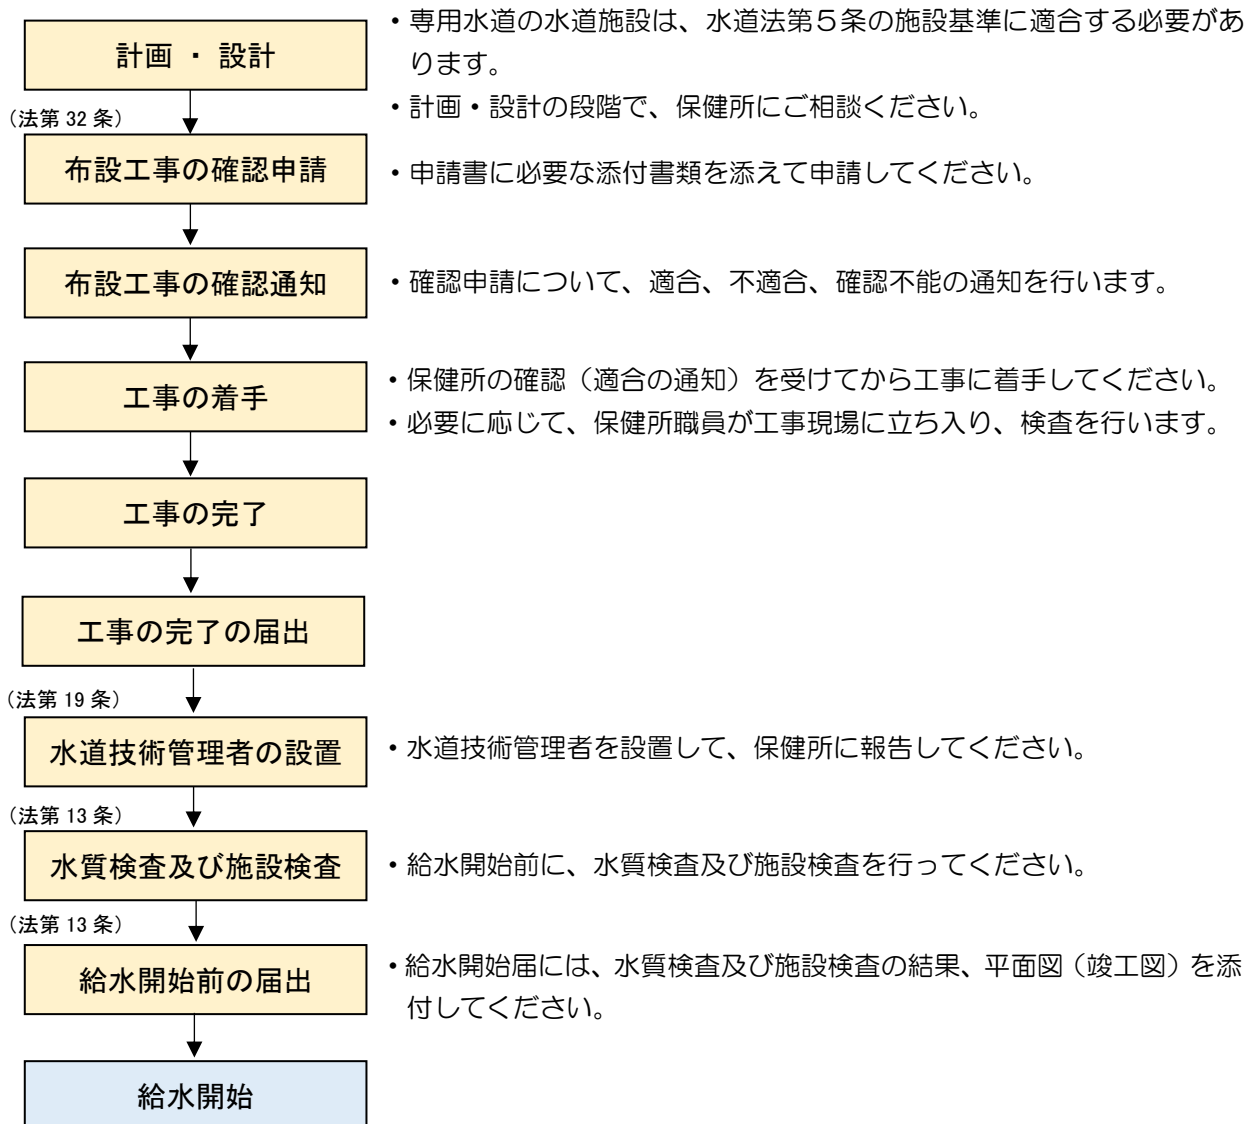 計画 ・ 設計
・専用水道の水道施設は、水道法第５条の施設基準に適合する必要があ
ります。
・計画・設計の段階で、保健所にご相談ください。
（法第 32 条）
布設工事の確認申請
・申請書に必要な添付書類を添えて申請してください。
布設工事の確認通知
・確認申請について、適合、不適合、確認不能の通知を行います。
工事の着手
・保健所の確認（適合の通知）を受けてから工事に着手してください。
・必要に応じて、保健所職員が工事現場に立ち入り、検査を行います。
工事の完了
工事の完了の届出
（法第 19 条）
水道技術管理者の設置
・水道技術管理者を設置して、保健所に報告してください。
（法第 13 条）
水質検査及び施設検査
・給水開始前に、水質検査及び施設検査を行ってください。
（法第 13 条）
給水開始前の届出
・給水開始届には、水質検査及び施設検査の結果、平面図（竣工図）を添
付してください。
給水開始